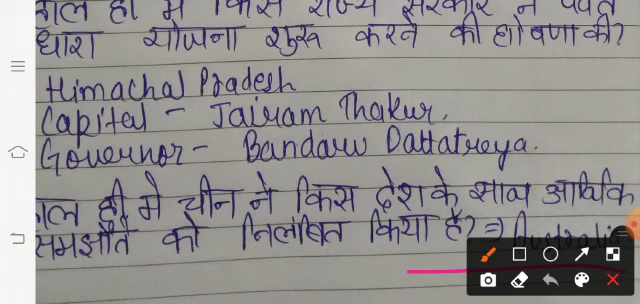 हाल ही में किस राज्य सरकार ने पर्वत
धारा योजना शुरू करने की घोषणा की?
Himachal Pradesh
Capital - Jairam Thakur.
Governor - Bandaru Dattatreya.
हाल ही में चीन ने किस देश के साथ आर्थिक
समझौते को निलंबित किया है? ⇒ Australia